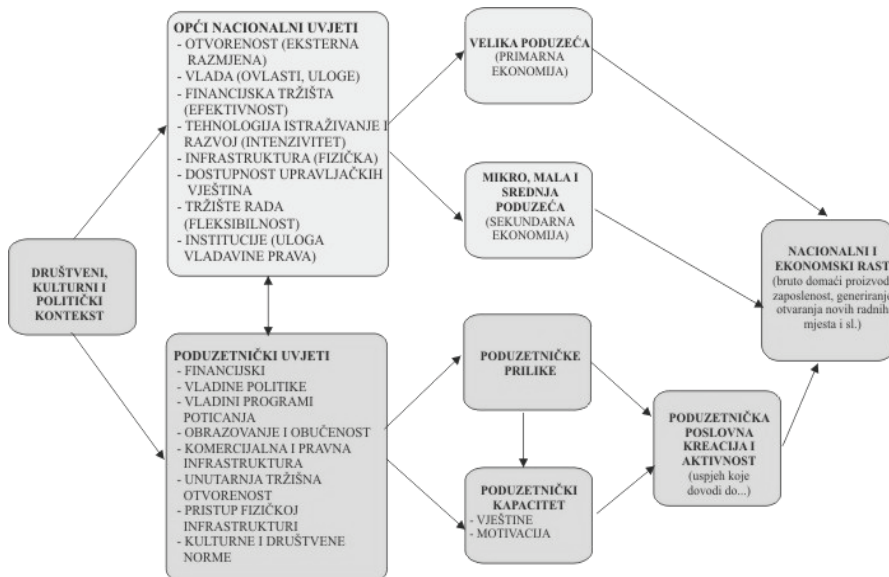 OPĆI NACIONALNI UVJETI
- OTVORENOST (EKSTERNA
RAZMJENA)
- VLADA (OVLASTI, ULOGE)
- FINANCIJSKA TRŽIŠTA
(EFEKTIVNOST)
- TEHNOLOGIJA ISTRAŽIVANJE I
RAZVOJ (INTENZIVITET)
- INFRASTRUKTURA (FIZIČKA)
- DOSTUPNOST UPRAVLJAČKIH
VJEŠTINA
- TRŽIŠTE RADA
(FLEKSIBILNOST)
- INSTITUCIJE (ULOGA
VLADAVINE PRAVA)
VELIKA PODUZEĆA
(PRIMARNA
EKONOMIJA)
MIKRO, MALA I
SREDNJA
PODUZEĆA
(SEKUNDARNA
EKONOMIJA)
DRUŠTVENI,
KULTURNI I
POLITIČKI
KONTEKST
NACIONALNI I
EKONOMSKI RAST
(bruto domaći proizvod,
zaposlenost, generiranje
otvaranja novih radnih
mjesta i sl.)
PODUZETNIČKI UVJETI
- FINANCIJSKI
- VLADINE POLITIKE
- VLADINI PROGRAMI
POTICANJA
- OBRAZOVANJE I OBUČENOST
- KOMERCIJALNA I PRAVNA
INFRASTRUKTURA
- UNUTARNJA TRŽIŠNA
OTVORENOST
- PRISTUP FIZIČKOJ
INFRASTRUKTURI
- KULTURNE I DRUŠTVENE
NORME
PODUZETNIČKE
PRILIKE
PODUZETNIČKI
KAPACITET
- VJEŠTINE
- MOTIVACIJA
PODUZETNIČKA
POSLOVNA
KREACIJA I
AKTIVNOST
(uspjeh koje
dovodi do...)